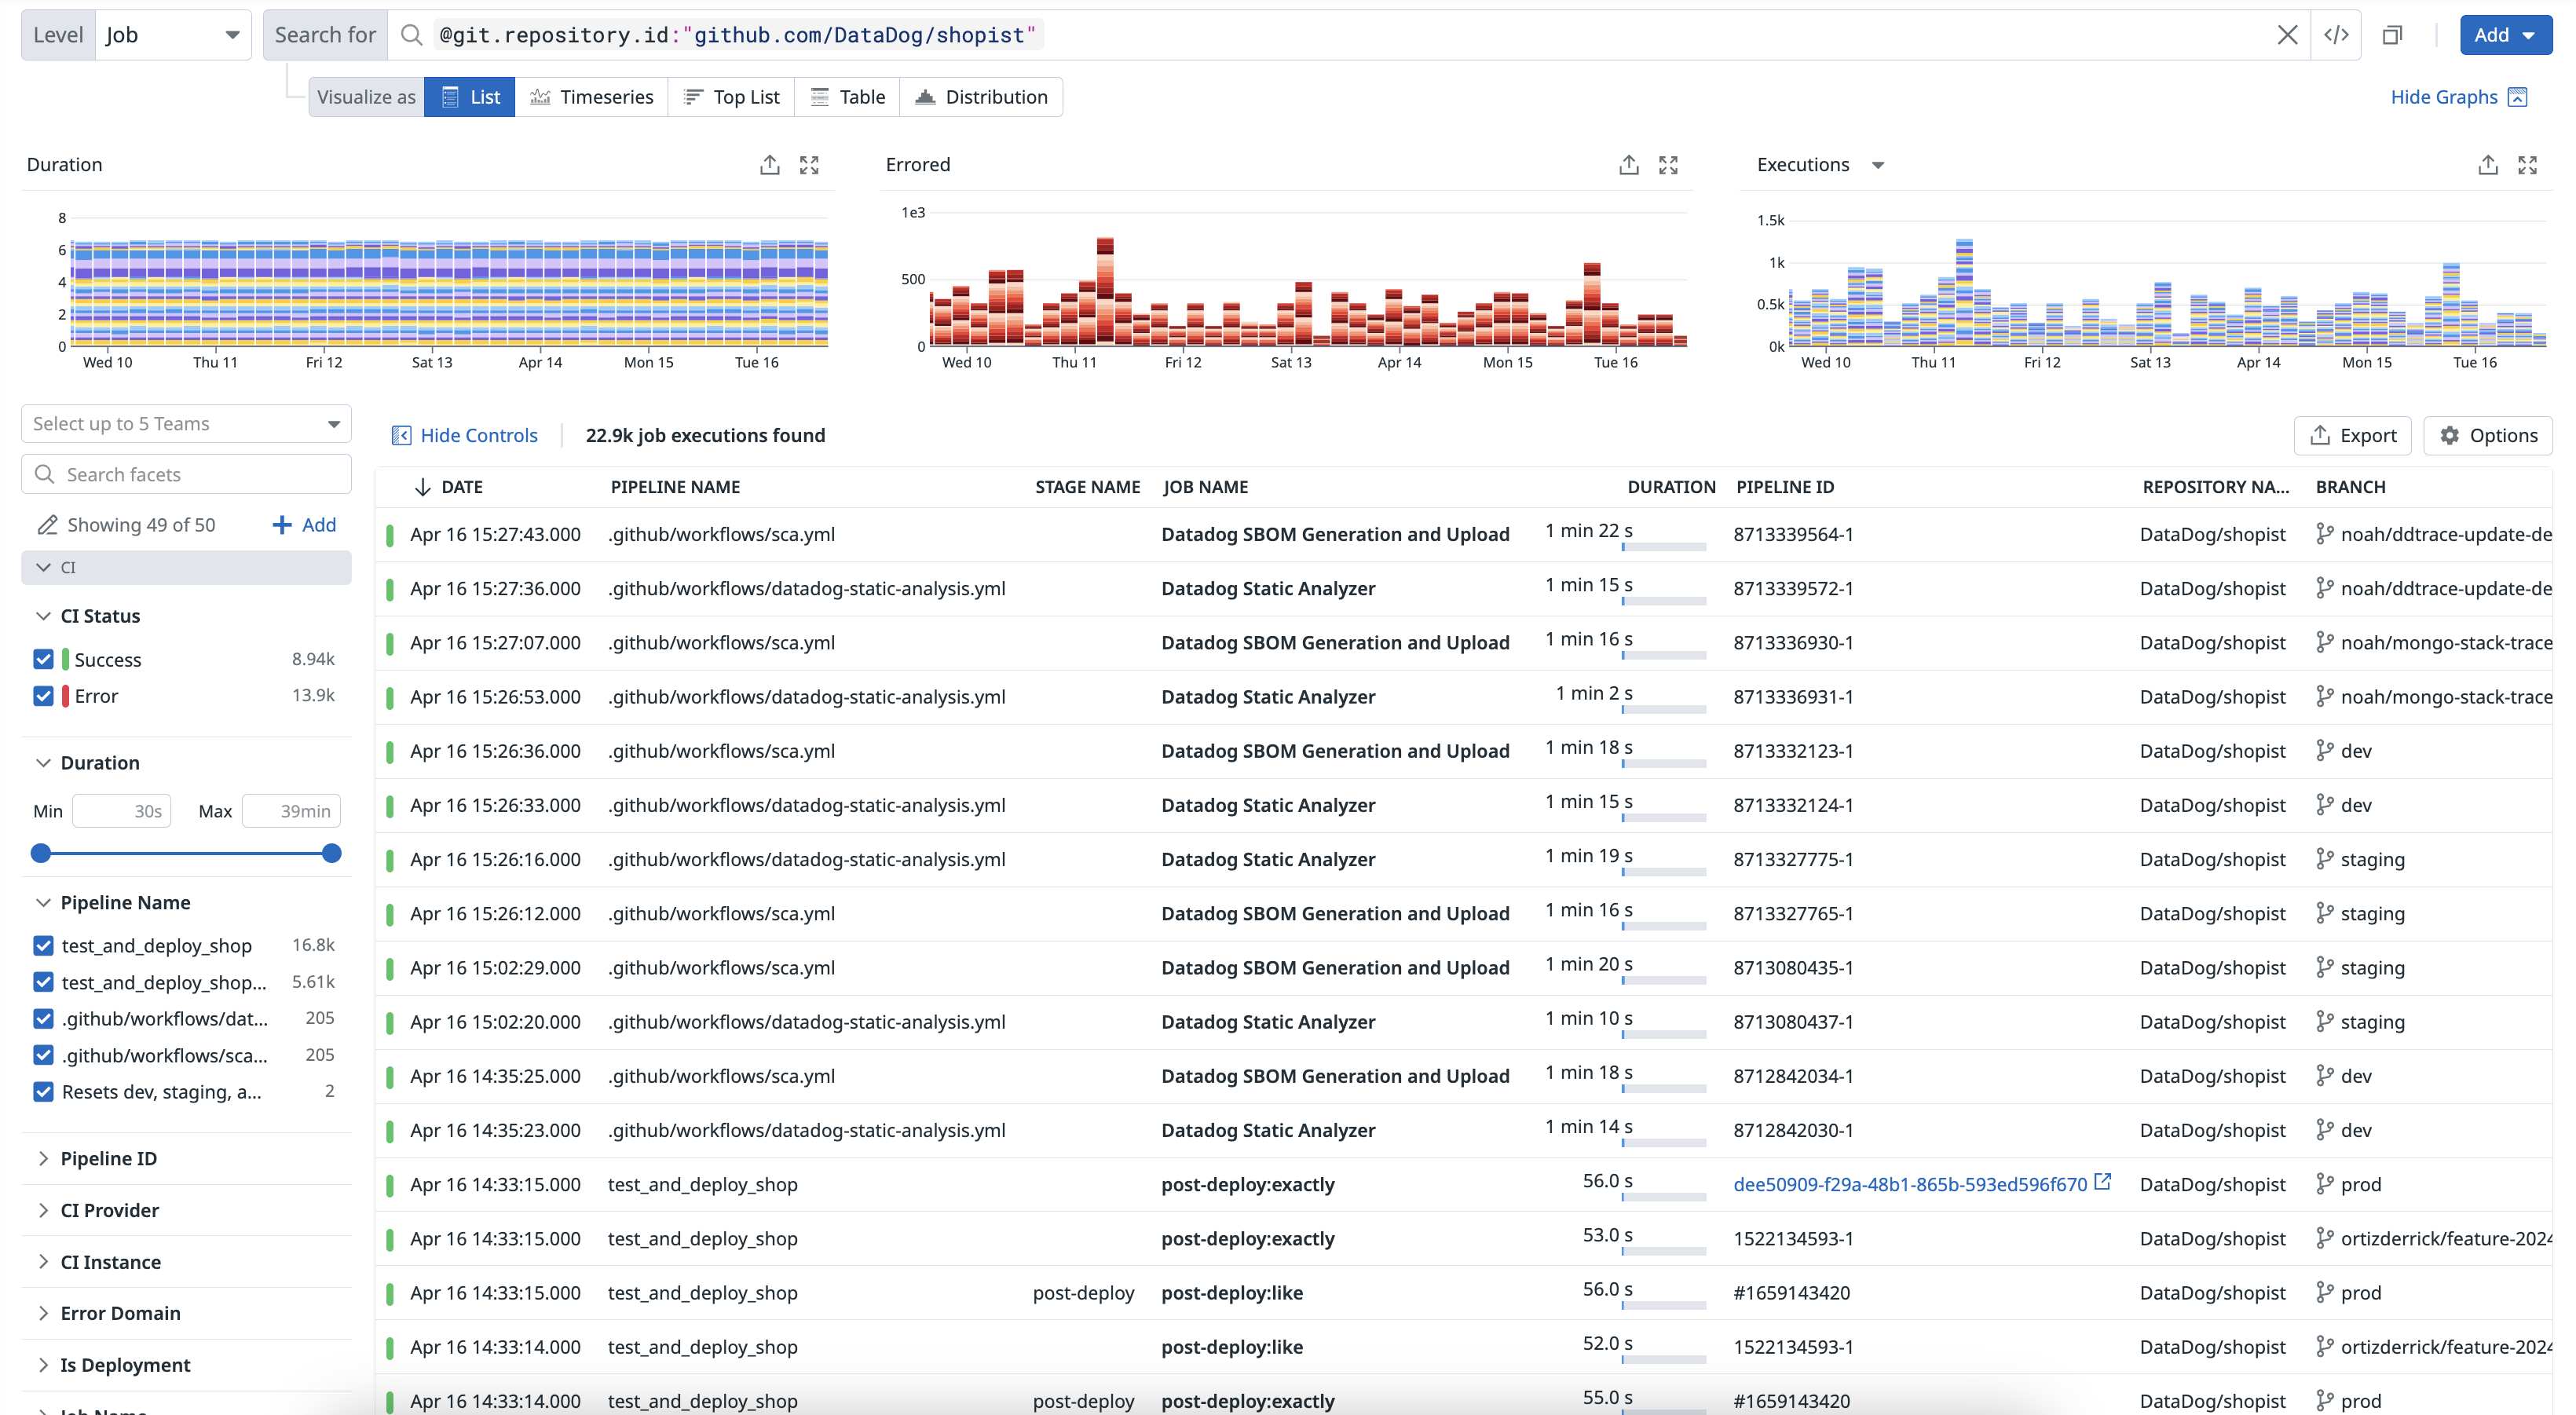 Level Job Search for @git.repository.id:"github.com/DataDog/shopist" </> Add
Visualize as List Timeseries Top List Table Distribution Hide Graphs
Duration
8
6
4
2
0
Wed 10 Thu 11 Fri 12 Sat 13 Apr 14 Mon 15 Tue 16
Errored
1e3
500
0
Wed 10 Thu 11 Fri 12 Sat 13 Apr 14 Mon 15 Tue 16
Executions
1.5k
1k
0.5k
0k
Wed 10 Thu 11 Fri 12 Sat 13 Apr 14 Mon 15 Tue 16
Select up to 5 Teams
Search facets
Showing 49 of 50 Add
CI
CI Status
Success 8.94k
Error 13.9k
Duration
Min 30s Max 39min
Pipeline Name
test_and_deploy_shop 16.8k
test_and_deploy_shop... 5.61k
.github/workflows/dat... 205
.github/workflows/sca... 205
Resets dev, staging, a... 2
Pipeline ID
CI Provider
CI Instance
Error Domain
Is Deployment
Hide Controls 22.9k job executions found Export Options
DATE PIPELINE NAME STAGE NAME JOB NAME DURATION PIPELINE ID REPOSITORY NA... BRANCH
Apr 16 15:27:43.000 .github/workflows/sca.yml Datadog SBOM Generation and Upload 1 min 22 s 8713339564-1 DataDog/shopist noah/ddtrace-update-de
Apr 16 15:27:36.000 .github/workflows/datadog-static-analysis.yml Datadog Static Analyzer 1 min 15 s 8713339572-1 DataDog/shopist noah/ddtrace-update-de
Apr 16 15:27:07.000 .github/workflows/sca.yml Datadog SBOM Generation and Upload 1 min 16 s 8713336930-1 DataDog/shopist noah/mongo-stack-trace
Apr 16 15:26:53.000 .github/workflows/datadog-static-analysis.yml Datadog Static Analyzer 1 min 2 s 8713336931-1 DataDog/shopist noah/mongo-stack-trace
Apr 16 15:26:36.000 .github/workflows/sca.yml Datadog SBOM Generation and Upload 1 min 18 s 8713332123-1 DataDog/shopist dev
Apr 16 15:26:33.000 .github/workflows/datadog-static-analysis.yml Datadog Static Analyzer 1 min 15 s 8713332124-1 DataDog/shopist dev
Apr 16 15:26:16.000 .github/workflows/datadog-static-analysis.yml Datadog Static Analyzer 1 min 19 s 8713327775-1 DataDog/shopist staging
Apr 16 15:26:12.000 .github/workflows/sca.yml Datadog SBOM Generation and Upload 1 min 16 s 8713327765-1 DataDog/shopist staging
Apr 16 15:02:29.000 .github/workflows/sca.yml Datadog SBOM Generation and Upload 1 min 20 s 8713080435-1 DataDog/shopist staging
Apr 16 15:02:20.000 .github/workflows/datadog-static-analysis.yml Datadog Static Analyzer 1 min 10 s 8713080437-1 DataDog/shopist staging
Apr 16 14:35:25.000 .github/workflows/sca.yml Datadog SBOM Generation and Upload 1 min 18 s 8712842034-1 DataDog/shopist dev
Apr 16 14:35:23.000 .github/workflows/datadog-static-analysis.yml Datadog Static Analyzer 1 min 14 s 8712842030-1 DataDog/shopist dev
Apr 16 14:33:15.000 test_and_deploy_shop post-deploy:exactly 56.0 s dee50909-f29a-48b1-865b-593ed596f670 DataDog/shopist prod
Apr 16 14:33:15.000 test_and_deploy_shop post-deploy:exactly 53.0 s 1522134593-1 DataDog/shopist ortizderrick/feature-2024
Apr 16 14:33:15.000 test_and_deploy_shop post-deploy post-deploy:like 56.0 s #1659143420 DataDog/shopist prod
Apr 16 14:33:14.000 test_and_deploy_shop post-deploy:like 52.0 s 1522134593-1 DataDog/shopist ortizderrick/feature-2024
Apr 16 14:33:14.000 test_and_deploy_shop post-deploy post-deploy:exactly 55.0 s #1659143420 DataDog/shopist prod